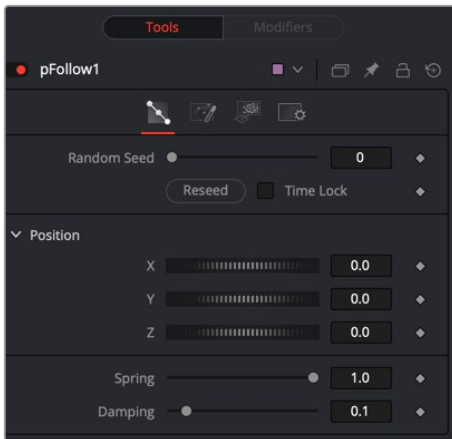 Tools Modifiers
pFollow1
Random Seed 0
Reseed Time Lock
Position
X 0.0
Y 0.0
Z 0.0
Spring 1.0
Damping 0.1